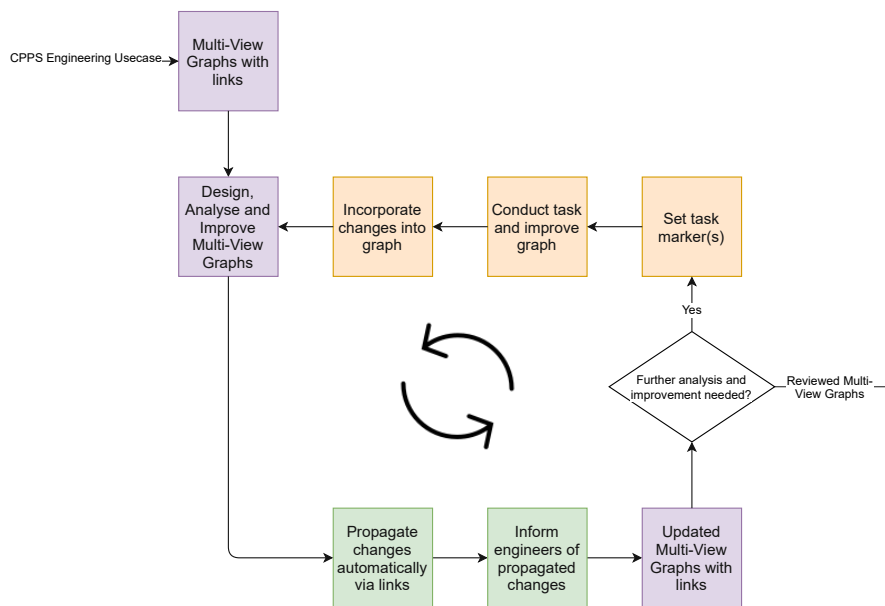 CPPS Engineering Usecase
Multi-View
Graphs with
links
Design,
Analyse and
Improve
Multi-View
Graphs
Incorporate
changes into
graph
Conduct task
and improve
graph
Set task
marker(s)
Yes
Further analysis and
improvement needed?
Reviewed Multi-
View Graphs
Propagate
changes
automatically
via links
Inform
engineers of
propagated
changes
Updated
Multi-View
Graphs with
links